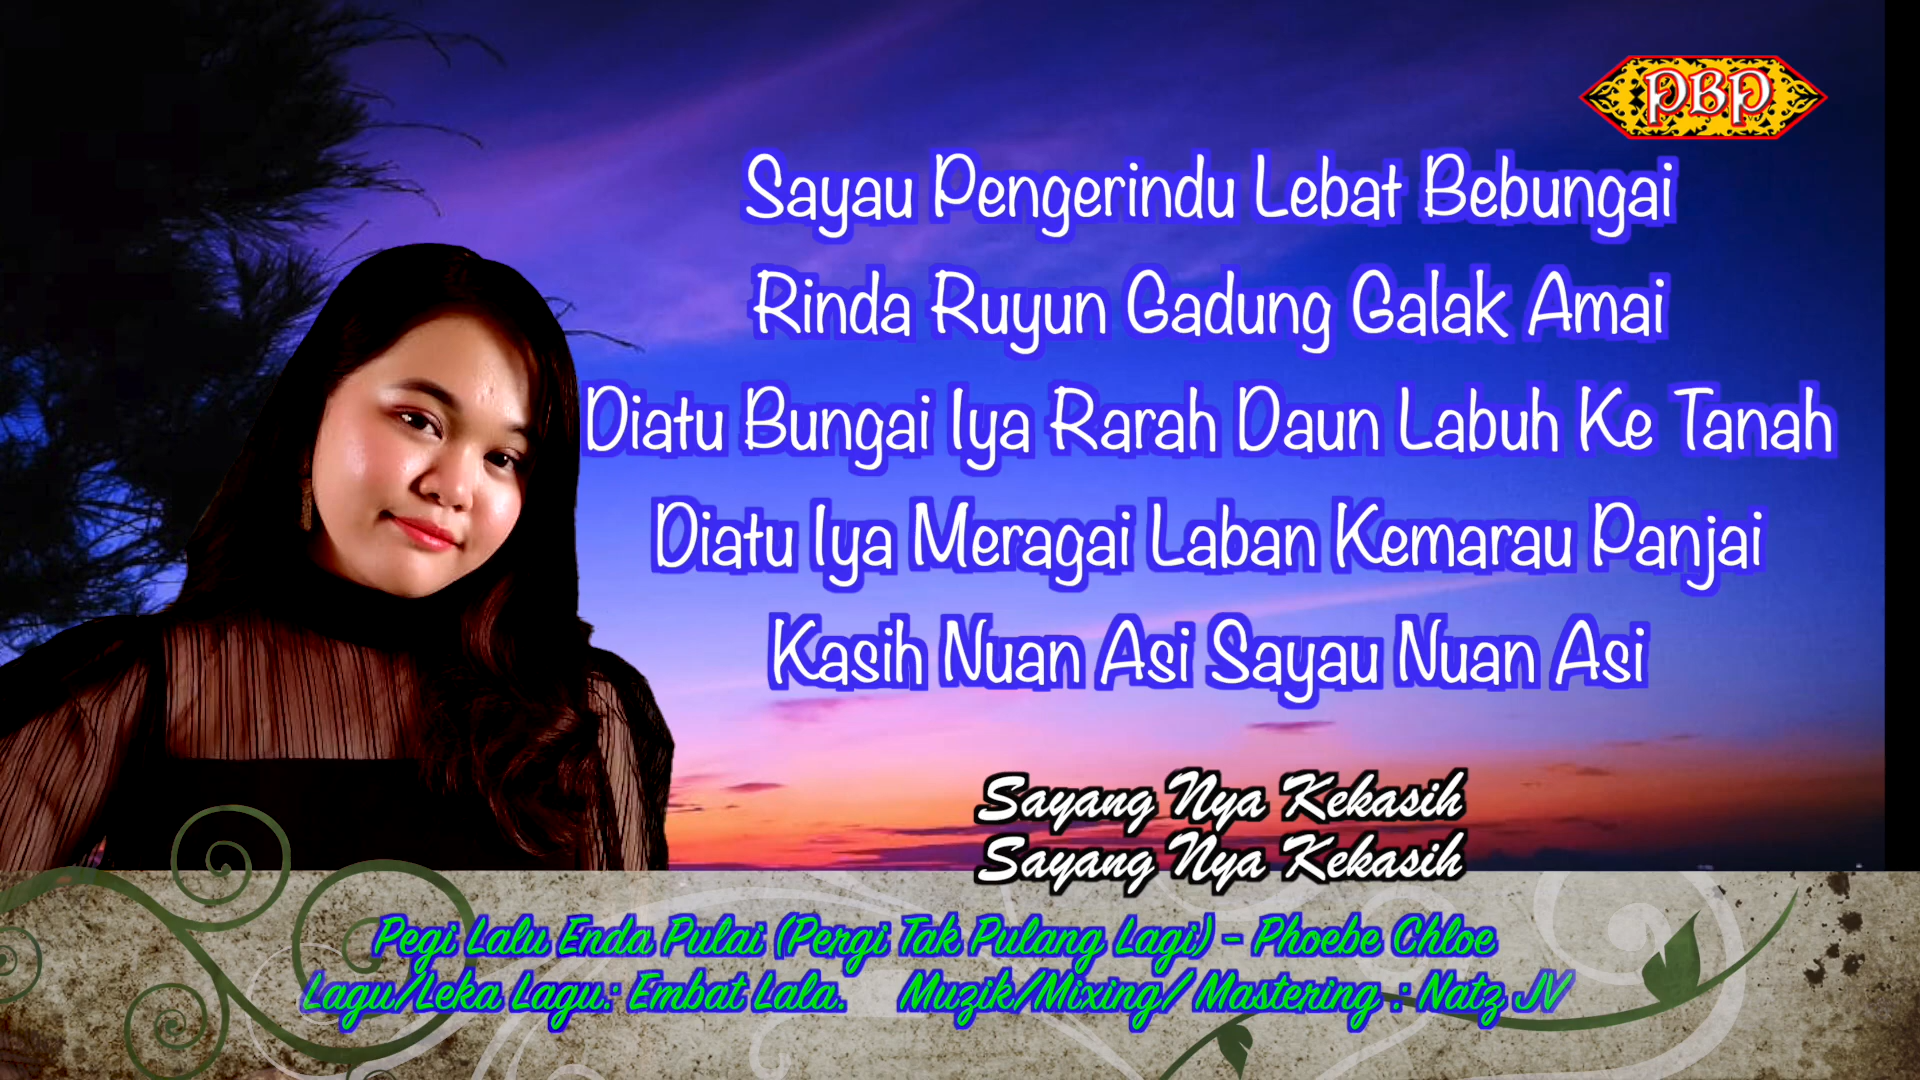 PBP
Sayau Pengerindu Lebat Bebungai
Rinda Ruyun Gadung Galak Amai
Diatu Bungai Iya Rarah Daun Labuh Ke Tanah
Diatu Iya Meragai Laban Kemarau Panjai
Kasih Nuan Asi Sayau Nuan Asi
Sayang Nya Kekasih
Sayang Nya Kekasih
Pegi Lalu Enda Pulai (Pergi Tak Pulang Lagi) - Phoebe Chloe
Lagu/Leka Lagu: Embat Lala. Muzik/Mixing/ Mastering : Natz JV